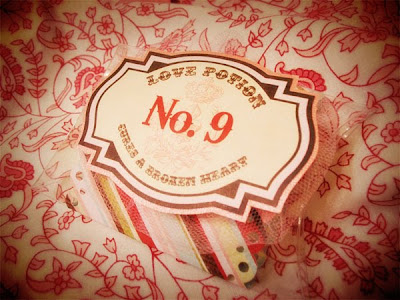 LOVE POTION
No. 9
CURES A BROKEN HEART